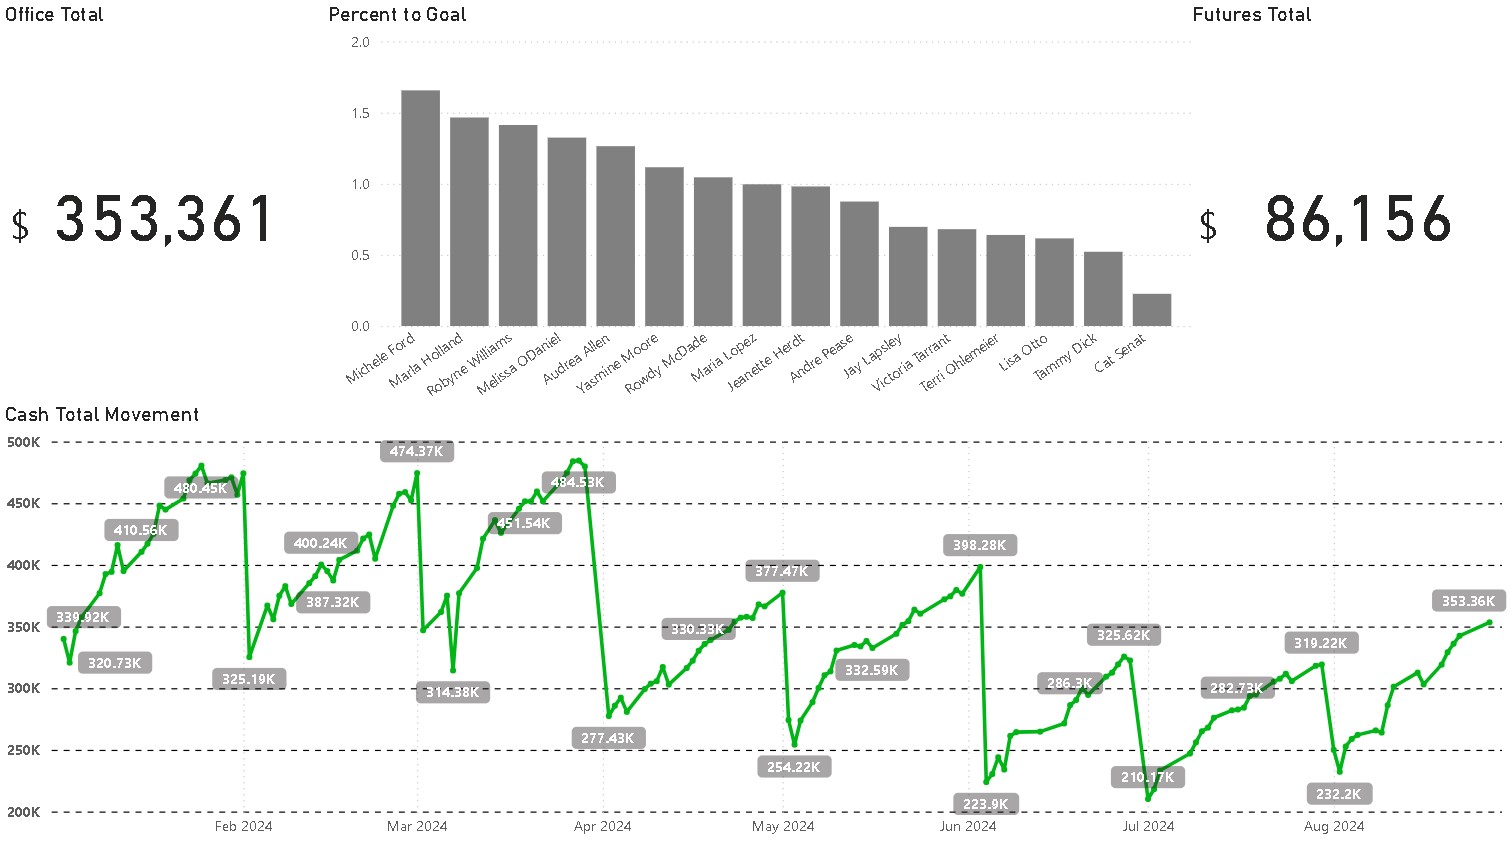 Office Total
Percent to Goal
Futures Total
2.0
1.5
1.0
0.5
0.0
$ 353,361
$ 86,156
Michele Ford
Marla Holland
Robyne Williams
Melissa ODaniel
Audrea Allen
Yasmine Moore
Rowdy McDade
Maria Lopez
Jeanette Herdt
Andre Pease
Jay Lapsley
Victoria Tarrant
Terri Ohlemeier
Lisa Otto
Tammy Dick
Cat Senat
Cash Total Movement
500K
450K
400K
350K
300K
250K
200K
339.92K
320.73K
410.56K
480.45K
325.19K
400.24K
387.32K
474.37K
314.38K
451.54K
484.53K
277.43K
330.33K
377.47K
254.22K
332.59K
398.28K
223.9K
286.3K
325.62K
210.17K
282.73K
319.22K
232.2K
353.36K
Feb 2024
Mar 2024
Apr 2024
May 2024
Jun 2024
Jul 2024
Aug 2024